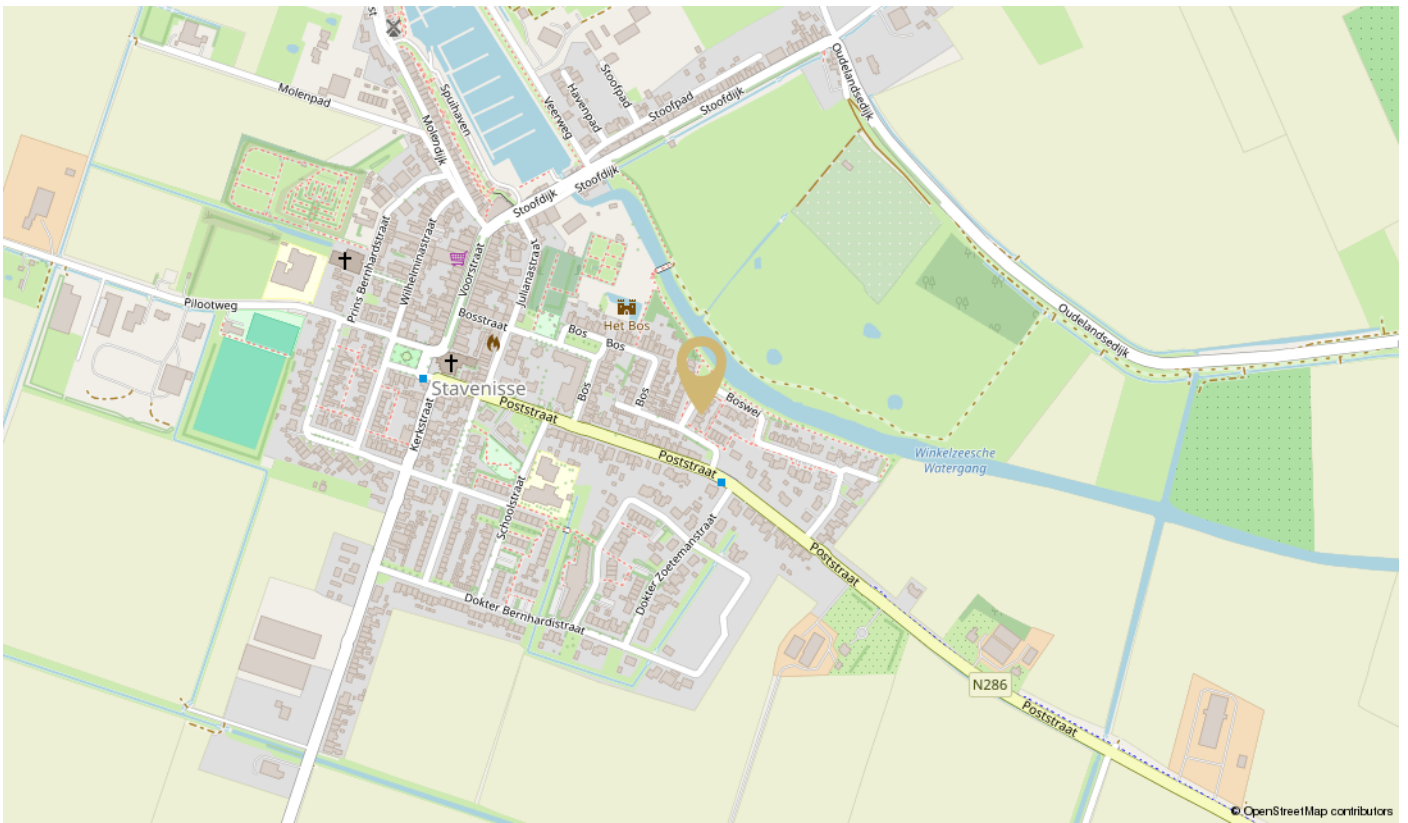 st
Molenpad
Spuihaven
Molendijk
Veerweg
Havenpad
Stoofpad
Stoofpad
Stoofdijk
Oudelandsedijk
Stoofdijk
Stoofdijk
Prins Bernhardstraat
Wilhelminastraat
Voorstraat
Julianastraat
Pilootweg
Bosstraat
Bos
Bos
Het Bos
Oudelandsedijk
Stavenisse
Poststraat
Bos
Bos
Boswei
Kerkstraat
Poststraat
Winkelzeesche
Watergang
Schoolstraat
Dokter Zoetemanstraat
Poststraat
Dokter Bernhardistraat
N286
Poststraat
© OpenStreetMap contributors